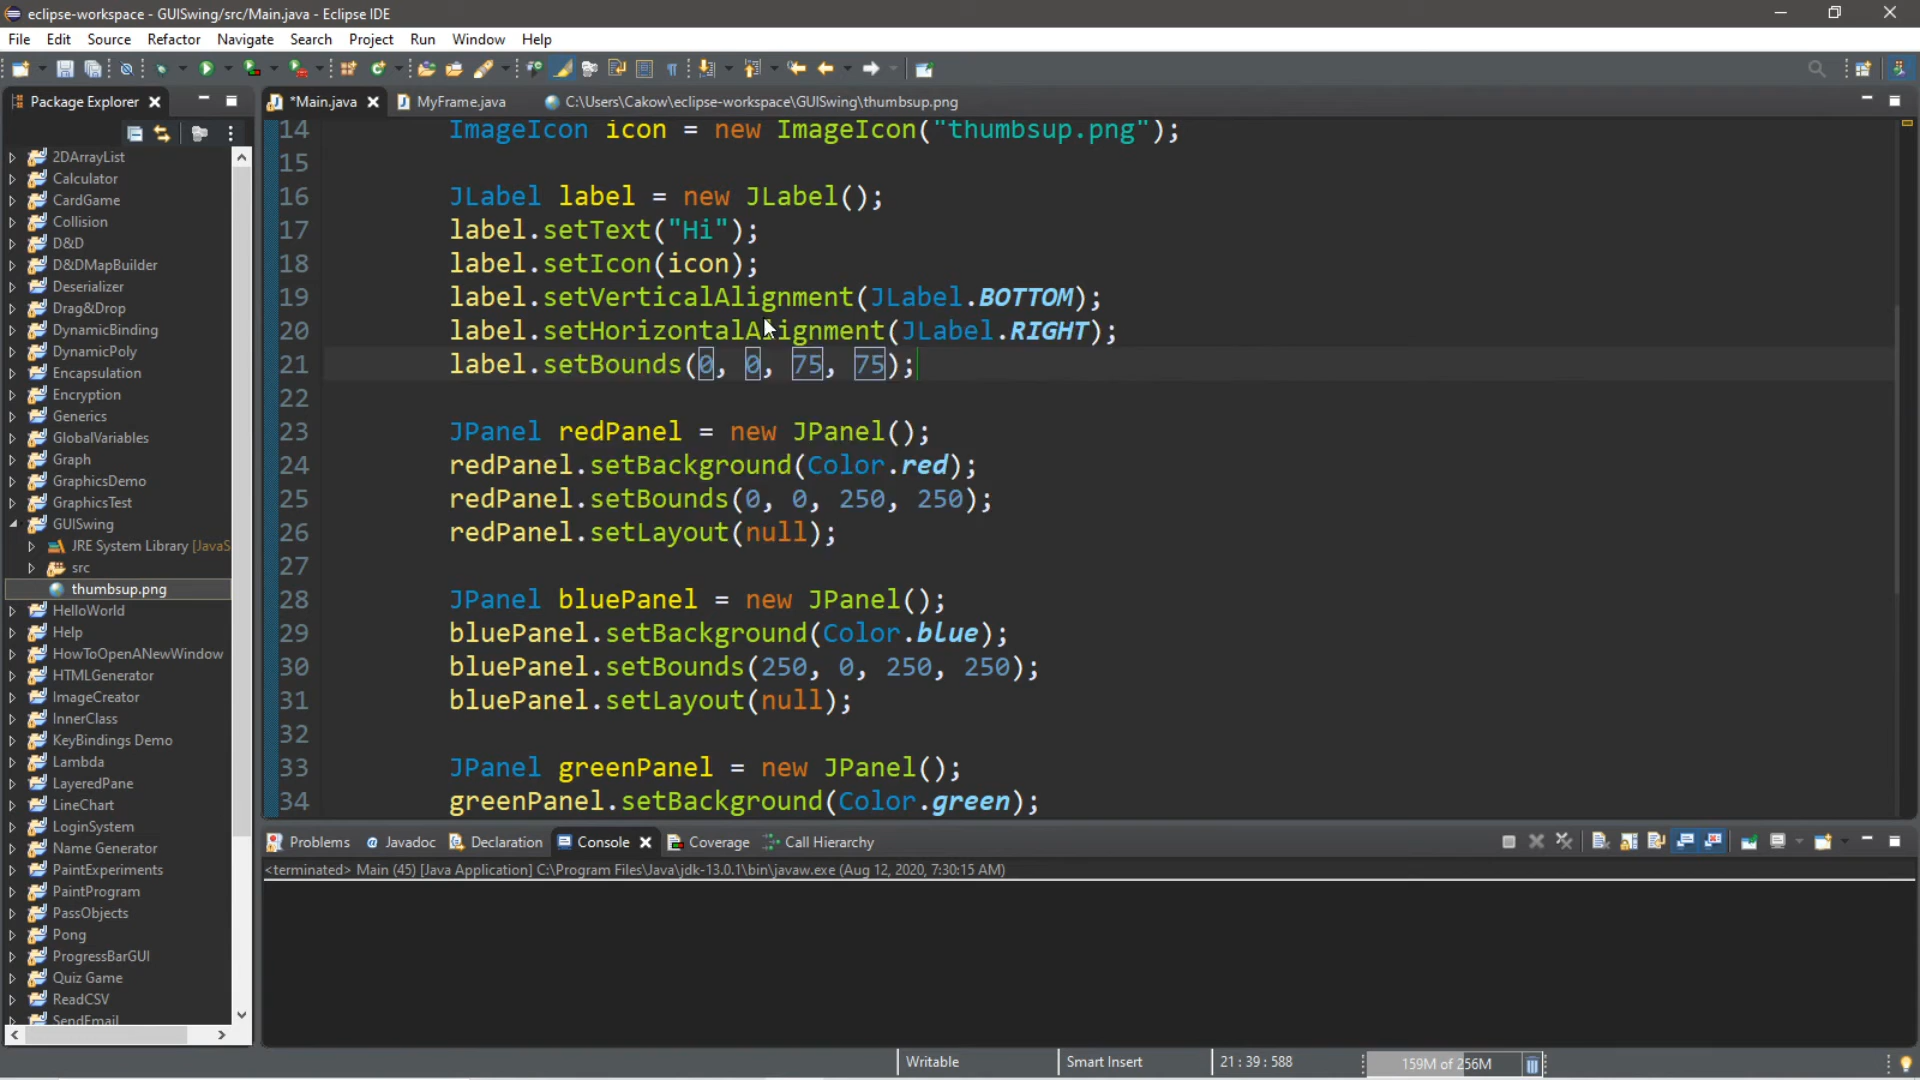 eclipse-workspace - GUISwing/src/Main.java - Eclipse IDE
File Edit Source Refactor Navigate Search Project Run Window Help
Package Explorer
*Main.java MyFrame.java C:\Users\Cakow\eclipse-workspace\GUISwing\thumbsup.png
2DArrayList
Calculator
CardGame
Collision
D&D
D&DMapBuilder
Deserializer
Drag&Drop
DynamicBinding
DynamicPoly
Encapsulation
Encryption
Generics
GlobalVariables
Graph
GraphicsDemo
GraphicsTest
GUISwing
JRE System Library [JavaS
src
thumbsup.png
HelloWorld
Help
HowToOpenANewWindow
HTMLGenerator
ImageCreator
InnerClass
KeyBindings Demo
Lambda
LayeredPane
LineChart
LoginSystem
Name Generator
PaintExperiments
PaintProgram
PassObjects
Pong
ProgressBarGUI
Quiz Game
ReadCSV
SendEmail
14 ImageIcon icon = new ImageIcon("thumbsup.png");
15
16 JLabel label = new JLabel();
17 label.setText("Hi");
18 label.setIcon(icon);
19 label.setVerticalAlignment(JLabel.BOTTOM);
20 label.setHorizontalAlignment(JLabel.RIGHT);
21 label.setBounds(0, 0, 75, 75);
22
23 JPanel redPanel = new JPanel();
24 redPanel.setBackground(Color.red);
25 redPanel.setBounds(0, 0, 250, 250);
26 redPanel.setLayout(null);
27
28 JPanel bluePanel = new JPanel();
29 bluePanel.setBackground(Color.blue);
30 bluePanel.setBounds(250, 0, 250, 250);
31 bluePanel.setLayout(null);
32
33 JPanel greenPanel = new JPanel();
34 greenPanel.setBackground(Color.green);
Problems @ Javadoc Declaration Console Coverage Call Hierarchy
<terminated> Main (45) [Java Application] C:\Program Files\Java\jdk-13.0.1\bin\javaw.exe (Aug 12, 2020, 7:30:15 AM)
Writable Smart Insert 21 : 39 : 588 159M of 256M